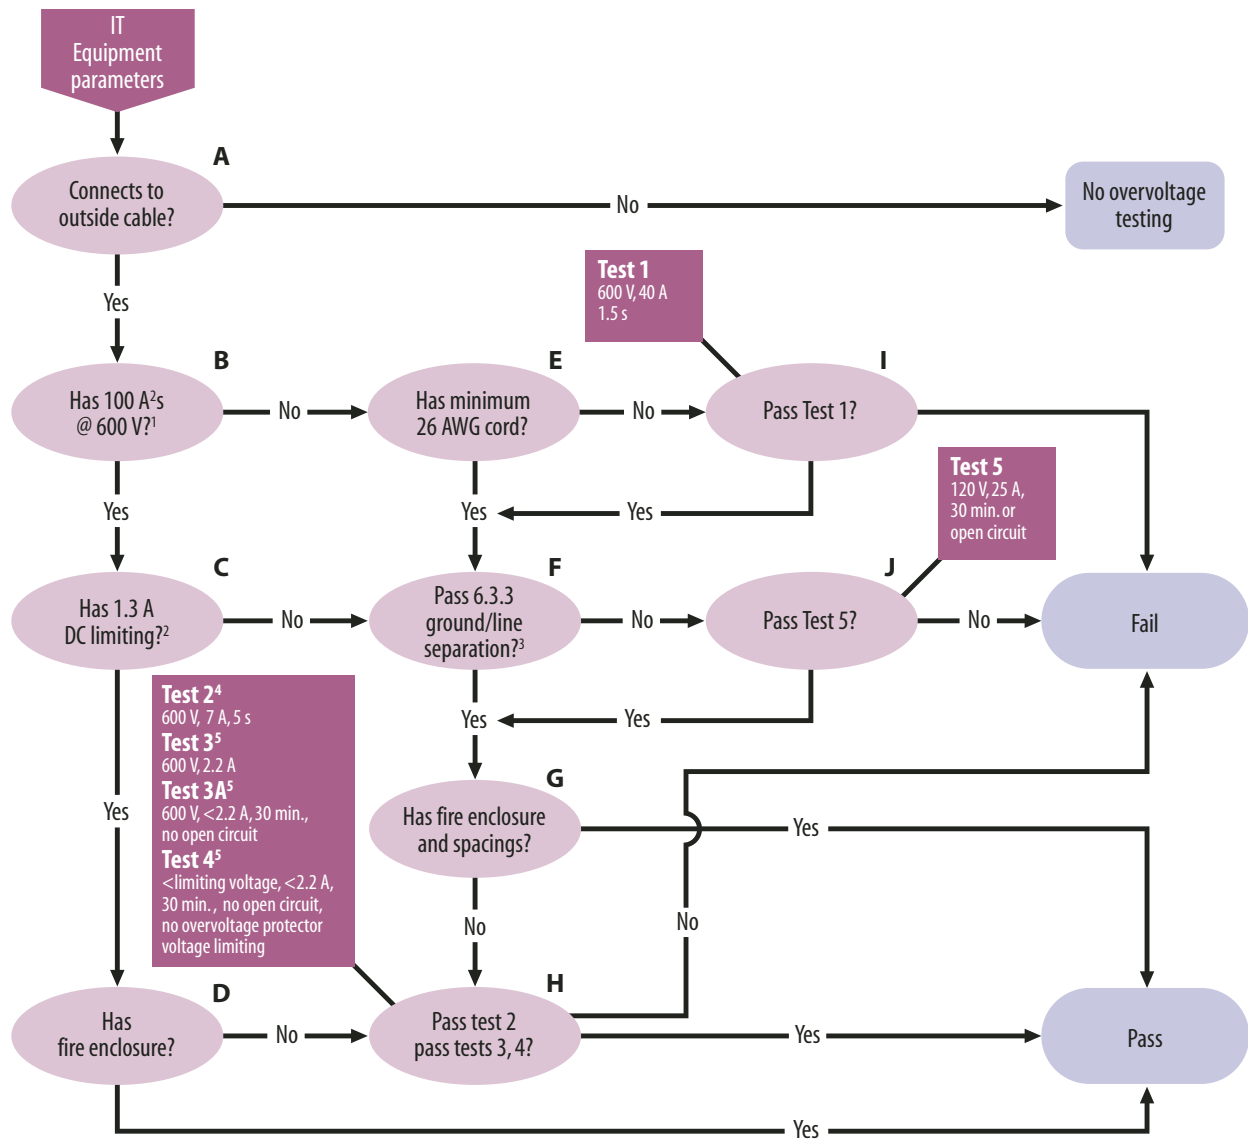 IT
Equipment
parameters
A
Connects to
outside cable?
No
No overvoltage
testing
Yes
Test 1
600 V, 40 A
1.5 s
B
Has 100 A²s
@ 600 V?¹
No
E
Has minimum
26 AWG cord?
No
I
Pass Test 1?
Yes
Yes
Yes
Test 5
120 V, 25 A,
30 min. or
open circuit
C
Has 1.3 A
DC limiting?²
No
F
Pass 6.3.3
ground/line
separation?³
No
J
Pass Test 5?
No
Fail
Test 2⁴
600 V, 7 A, 5 s
Test 3⁵
600 V, 2.2 A
Test 3A⁵
600 V, <2.2 A, 30 min.,
no open circuit
Test 4⁵
<limiting voltage, <2.2 A,
30 min., no open circuit,
no overvoltage protector
voltage limiting
Yes
Yes
Yes
G
Has fire enclosure
and spacings?
Yes
No
No
D
Has
fire enclosure?
No
H
Pass test 2
pass tests 3, 4?
Yes
Pass
Yes